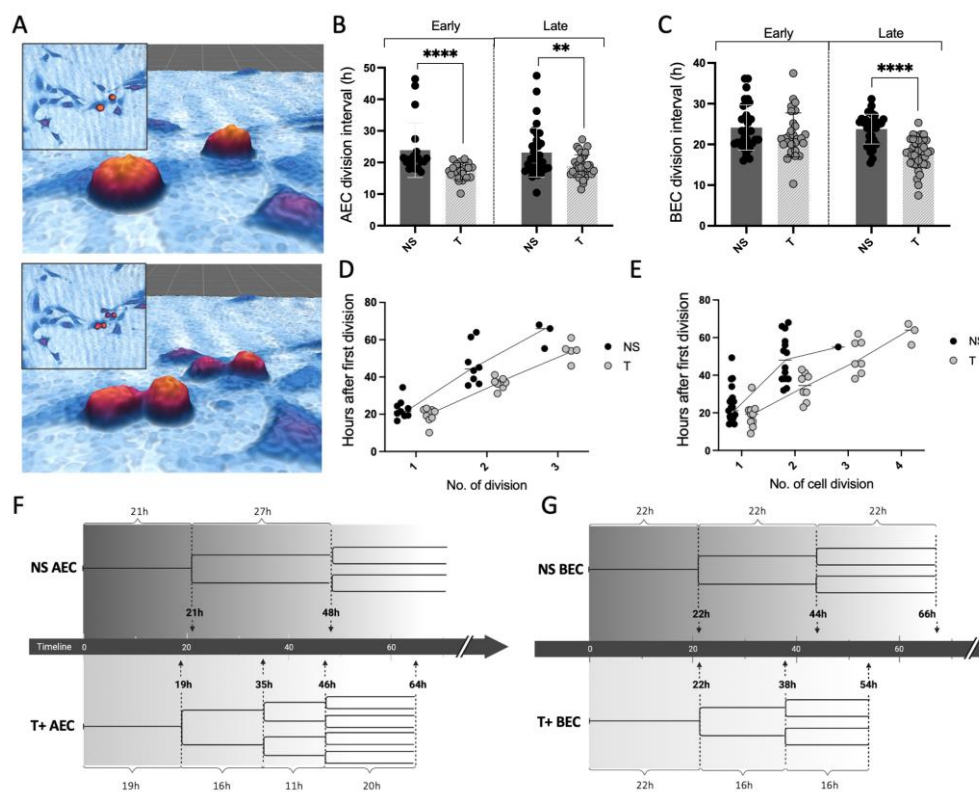 A
B
Early
Late
AEC division interval (h)
50
40
30
20
10
0
****
**
NS
T
NS
T
C
Early
Late
BEC division interval (h)
40
30
20
10
0
****
NS
T
NS
T
D
Hours after first division
80
60
40
20
0
1
2
3
No. of division
NS
T
E
Hours after first division
80
60
40
20
0
1
2
3
4
No. of cell division
NS
T
F
21h
27h
NS AEC
21h
48h
Timeline
0
20
40
60
19h
35h
46h
64h
T+ AEC
19h
16h
11h
20h
G
22h
22h
22h
NS BEC
22h
44h
66h
0
20
40
60
22h
38h
54h
T+ BEC
22h
16h
16h